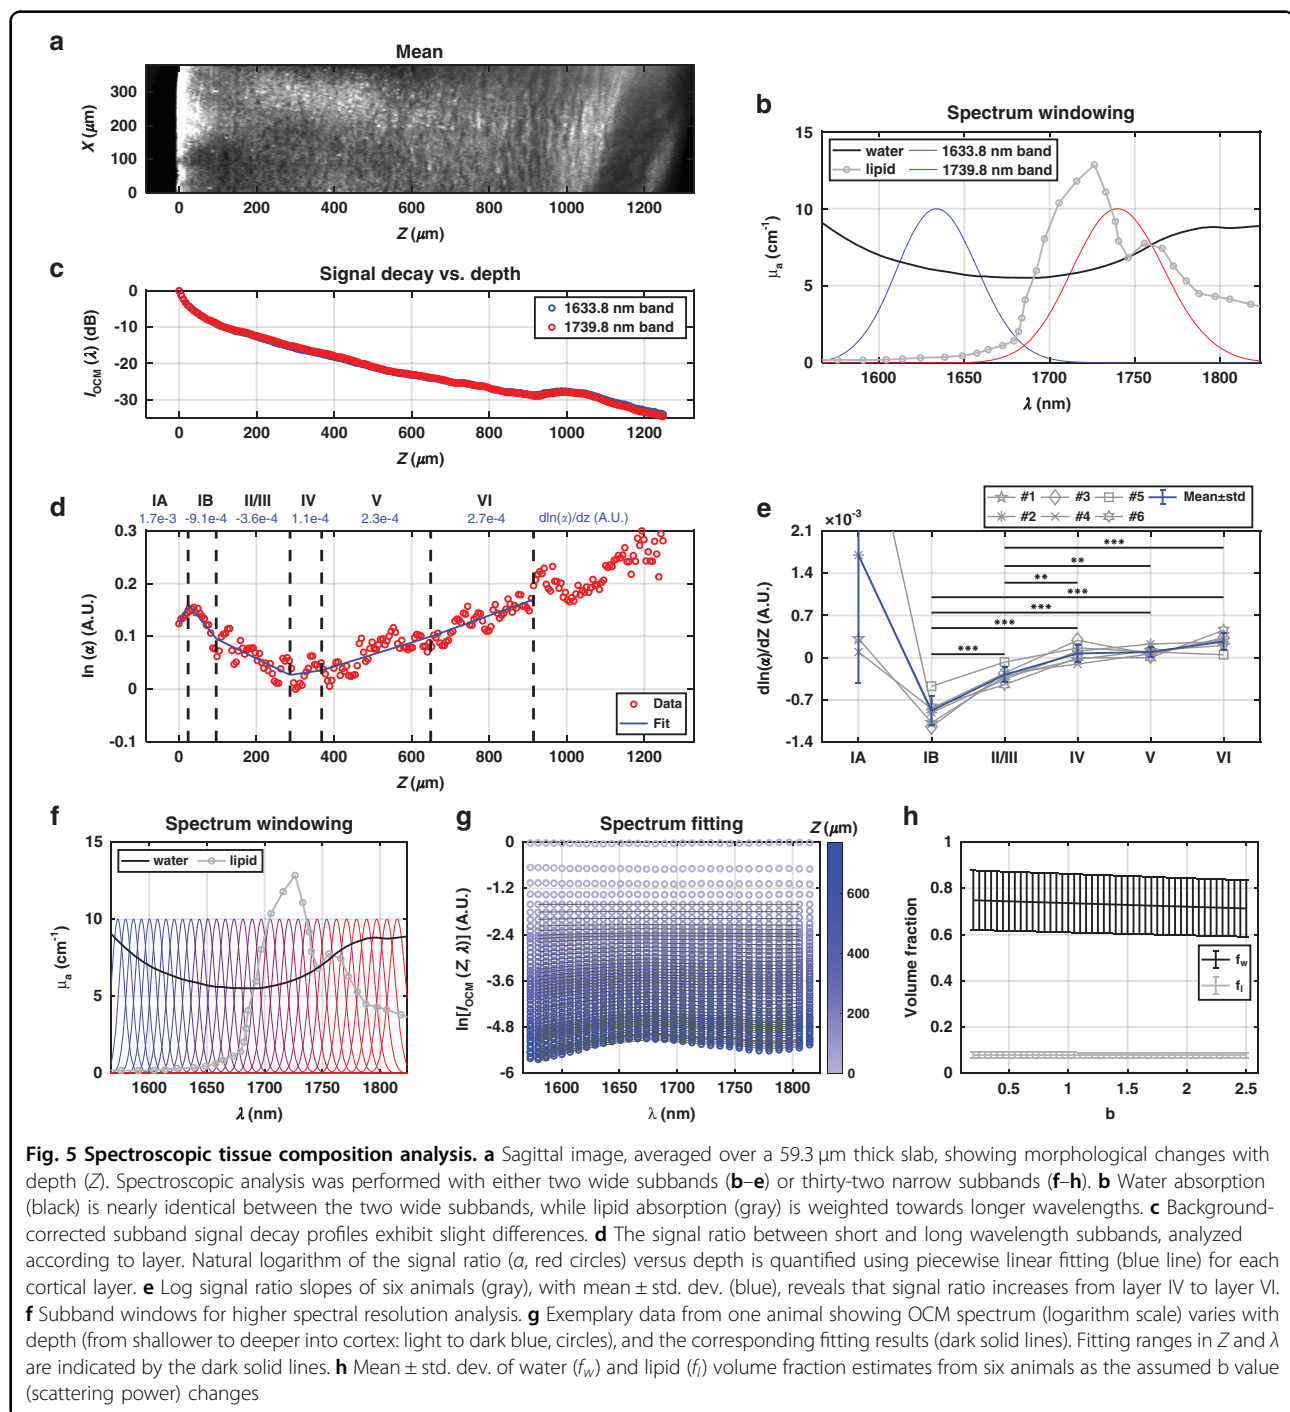 a
Mean
X (μm)
300
200
100
0
0 200 400 600 800 1000 1200
Z (μm)
b
Spectrum windowing
water 1633.8 nm band
lipid 1739.8 nm band
μa (cm-1)
15
10
5
0
1600 1650 1700 1750 1800
λ (nm)
c
Signal decay vs. depth
IOCM (λ) (dB)
0
-10
-20
-30
1633.8 nm band
1739.8 nm band
0 200 400 600 800 1000 1200
Z (μm)
d
IA IB II/III IV V VI
1.7e-3 -9.1e-4 -3.6e-4 1.1e-4 2.3e-4 2.7e-4 dln(α)/dz (A.U.)
ln (α) (A.U.)
0.3
0.2
0.1
0
-0.1
Data
Fit
0 200 400 600 800 1000 1200
Z (μm)
e
#1 #3 #5 Mean±std
#2 #4 #6
×10-3
dln(α)/dZ (A.U.)
2.1
1.4
0.7
0
-0.7
-1.4
***
**
**
***
***
***
***
IA IB II/III IV V VI
f
Spectrum windowing
water lipid
μa (cm-1)
15
10
5
0
1600 1650 1700 1750 1800
λ (nm)
g
Spectrum fitting
Z (μm)
ln[IOCM (Z, λ)] (A.U.)
0
-1.2
-2.4
-3.6
-4.8
-6
1600 1650 1700 1750 1800
λ (nm)
600
400
200
0
h
Volume fraction
1
0.8
0.6
0.4
0.2
0
fw
fl
0.5 1 1.5 2 2.5
b
Fig. 5 Spectroscopic tissue composition analysis. a Sagittal image, averaged over a 59.3 μm thick slab, showing morphological changes with
depth (Z). Spectroscopic analysis was performed with either two wide subbands (b–e) or thirty-two narrow subbands (f–h). b Water absorption
(black) is nearly identical between the two wide subbands, while lipid absorption (gray) is weighted towards longer wavelengths. c Background-
corrected subband signal decay profiles exhibit slight differences. d The signal ratio between short and long wavelength subbands, analyzed
according to layer. Natural logarithm of the signal ratio (α, red circles) versus depth is quantified using piecewise linear fitting (blue line) for each
cortical layer. e Log signal ratio slopes of six animals (gray), with mean ± std. dev. (blue), reveals that signal ratio increases from layer IV to layer VI.
f Subband windows for higher spectral resolution analysis. g Exemplary data from one animal showing OCM spectrum (logarithm scale) varies with
depth (from shallower to deeper into cortex: light to dark blue, circles), and the corresponding fitting results (dark solid lines). Fitting ranges in Z and λ
are indicated by the dark solid lines. h Mean ± std. dev. of water (fw) and lipid (fl) volume fraction estimates from six animals as the assumed b value
(scattering power) changes